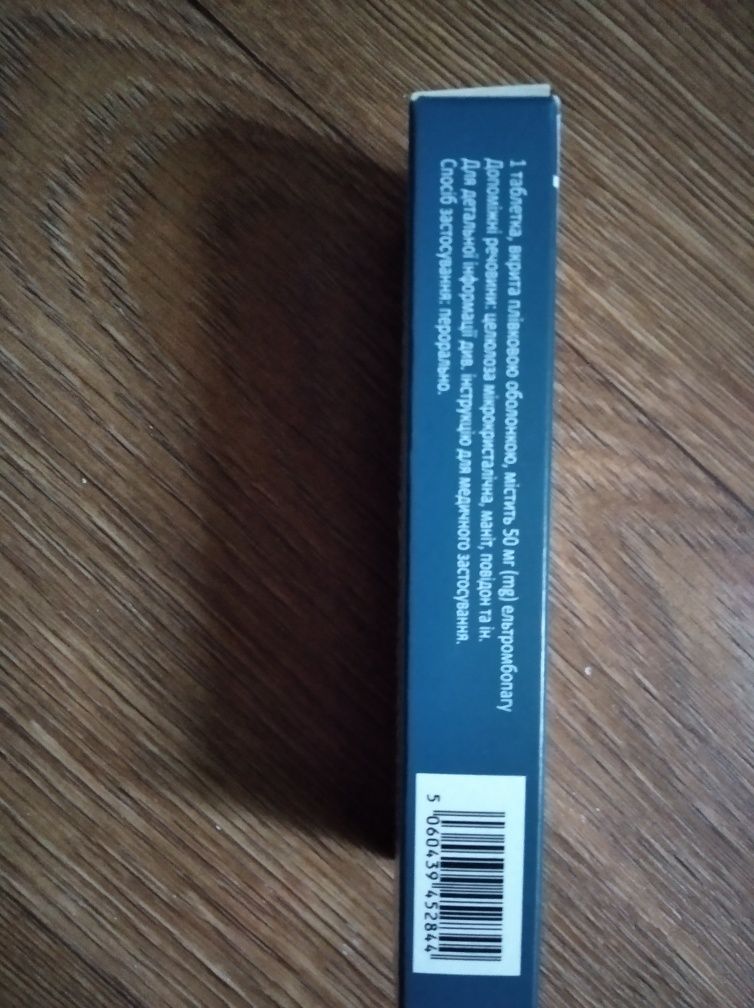 1 таблетка, вкрита плівковою оболонкою, містить 50 мг (mg) ельтромбопагу
Допоміжні речовини: целюлоза мікрокристалічна, маніт, повідон та ін.
Для детальної інформації див. інструкцію для медичного застосування.
Спосіб застосування: перорально.
5 060439 452844